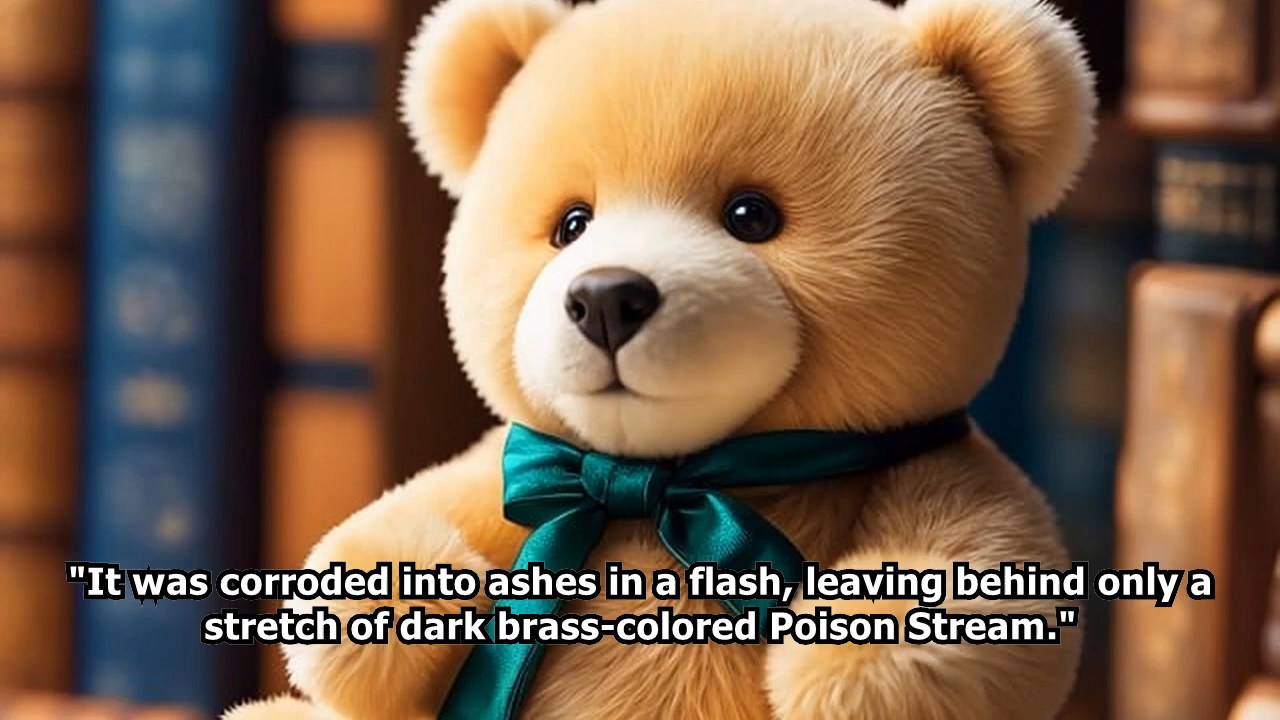 "It was corroded into ashes in a flash, leaving behind only a
stretch of dark brass-colored Poison Stream."